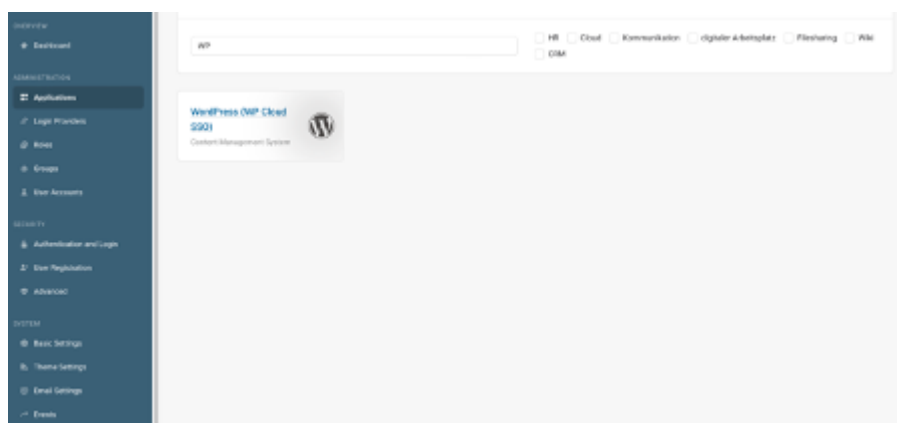 OVERVIEW
Dashboard
ADMINISTRATION
Applications
Login Providers
Roles
Groups
User Accounts
SECURITY
Authentication and Login
User Registration
Advanced
SYSTEM
Basic Settings
Theme Settings
Email Settings
Events
WP
HR Cloud Kommunikation digitaler Arbeitsplatz Filesharing Wiki
CRM
WordPress (WP Cloud
SSO)
Content Management System